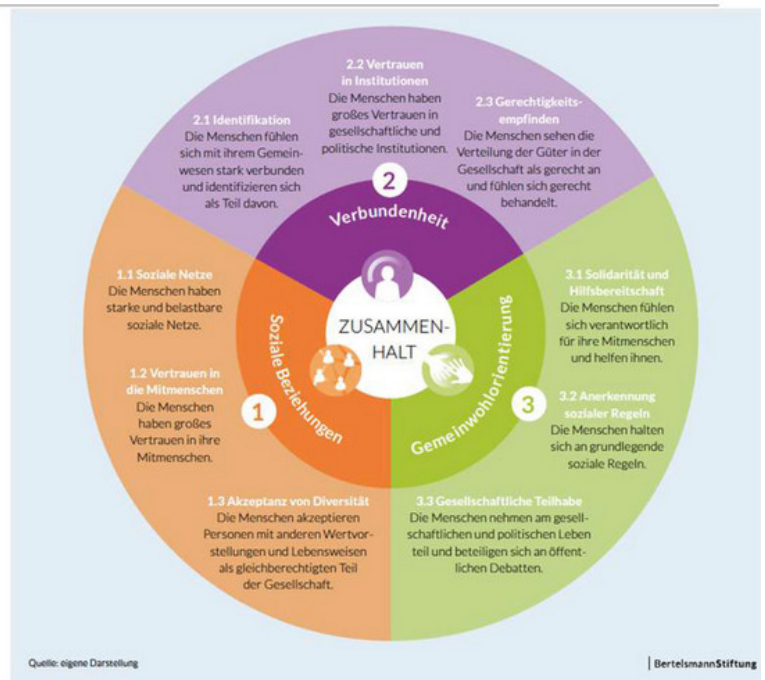 2.2 Vertrauen
in Institutionen
Die Menschen haben
großes Vertrauen in
gesellschaftliche und
politische Institutionen.
2.1 Identifikation
Die Menschen fühlen
sich mit ihrem Gemein-
wesen stark verbunden
und identifizieren sich
als Teil davon.
2.3 Gerechtigkeits-
empfinden
Die Menschen sehen die
Verteilung der Güter in der
Gesellschaft als gerecht an
und fühlen sich gerecht
behandelt.
2
Verbundenheit
1.1 Soziale Netze
Die Menschen haben
starke und belastbare
soziale Netze.
1.2 Vertrauen in
die Mitmenschen
Die Menschen
haben großes
Vertrauen in ihre
Mitmenschen.
1
Soziale Beziehungen
ZUSAMMEN-
HALT
Gemeinwohlorientierung
3
3.1 Solidarität und
Hilfsbereitschaft
Die Menschen fühlen
sich verantwortlich
für ihre Mitmenschen
und helfen ihnen.
3.2 Anerkennung
sozialer Regeln
Die Menschen halten
sich an grundlegende
soziale Regeln.
1.3 Akzeptanz von Diversität
Die Menschen akzeptieren
Personen mit anderen Wertvor-
stellungen und Lebensweisen
als gleichberechtigten Teil
der Gesellschaft.
3.3 Gesellschaftliche Teilhabe
Die Menschen nehmen am gesell-
schaftlichen und politischen Leben
teil und beteiligen sich an öffent-
lichen Debatten.
Quelle: eigene Darstellung
BertelsmannStiftung